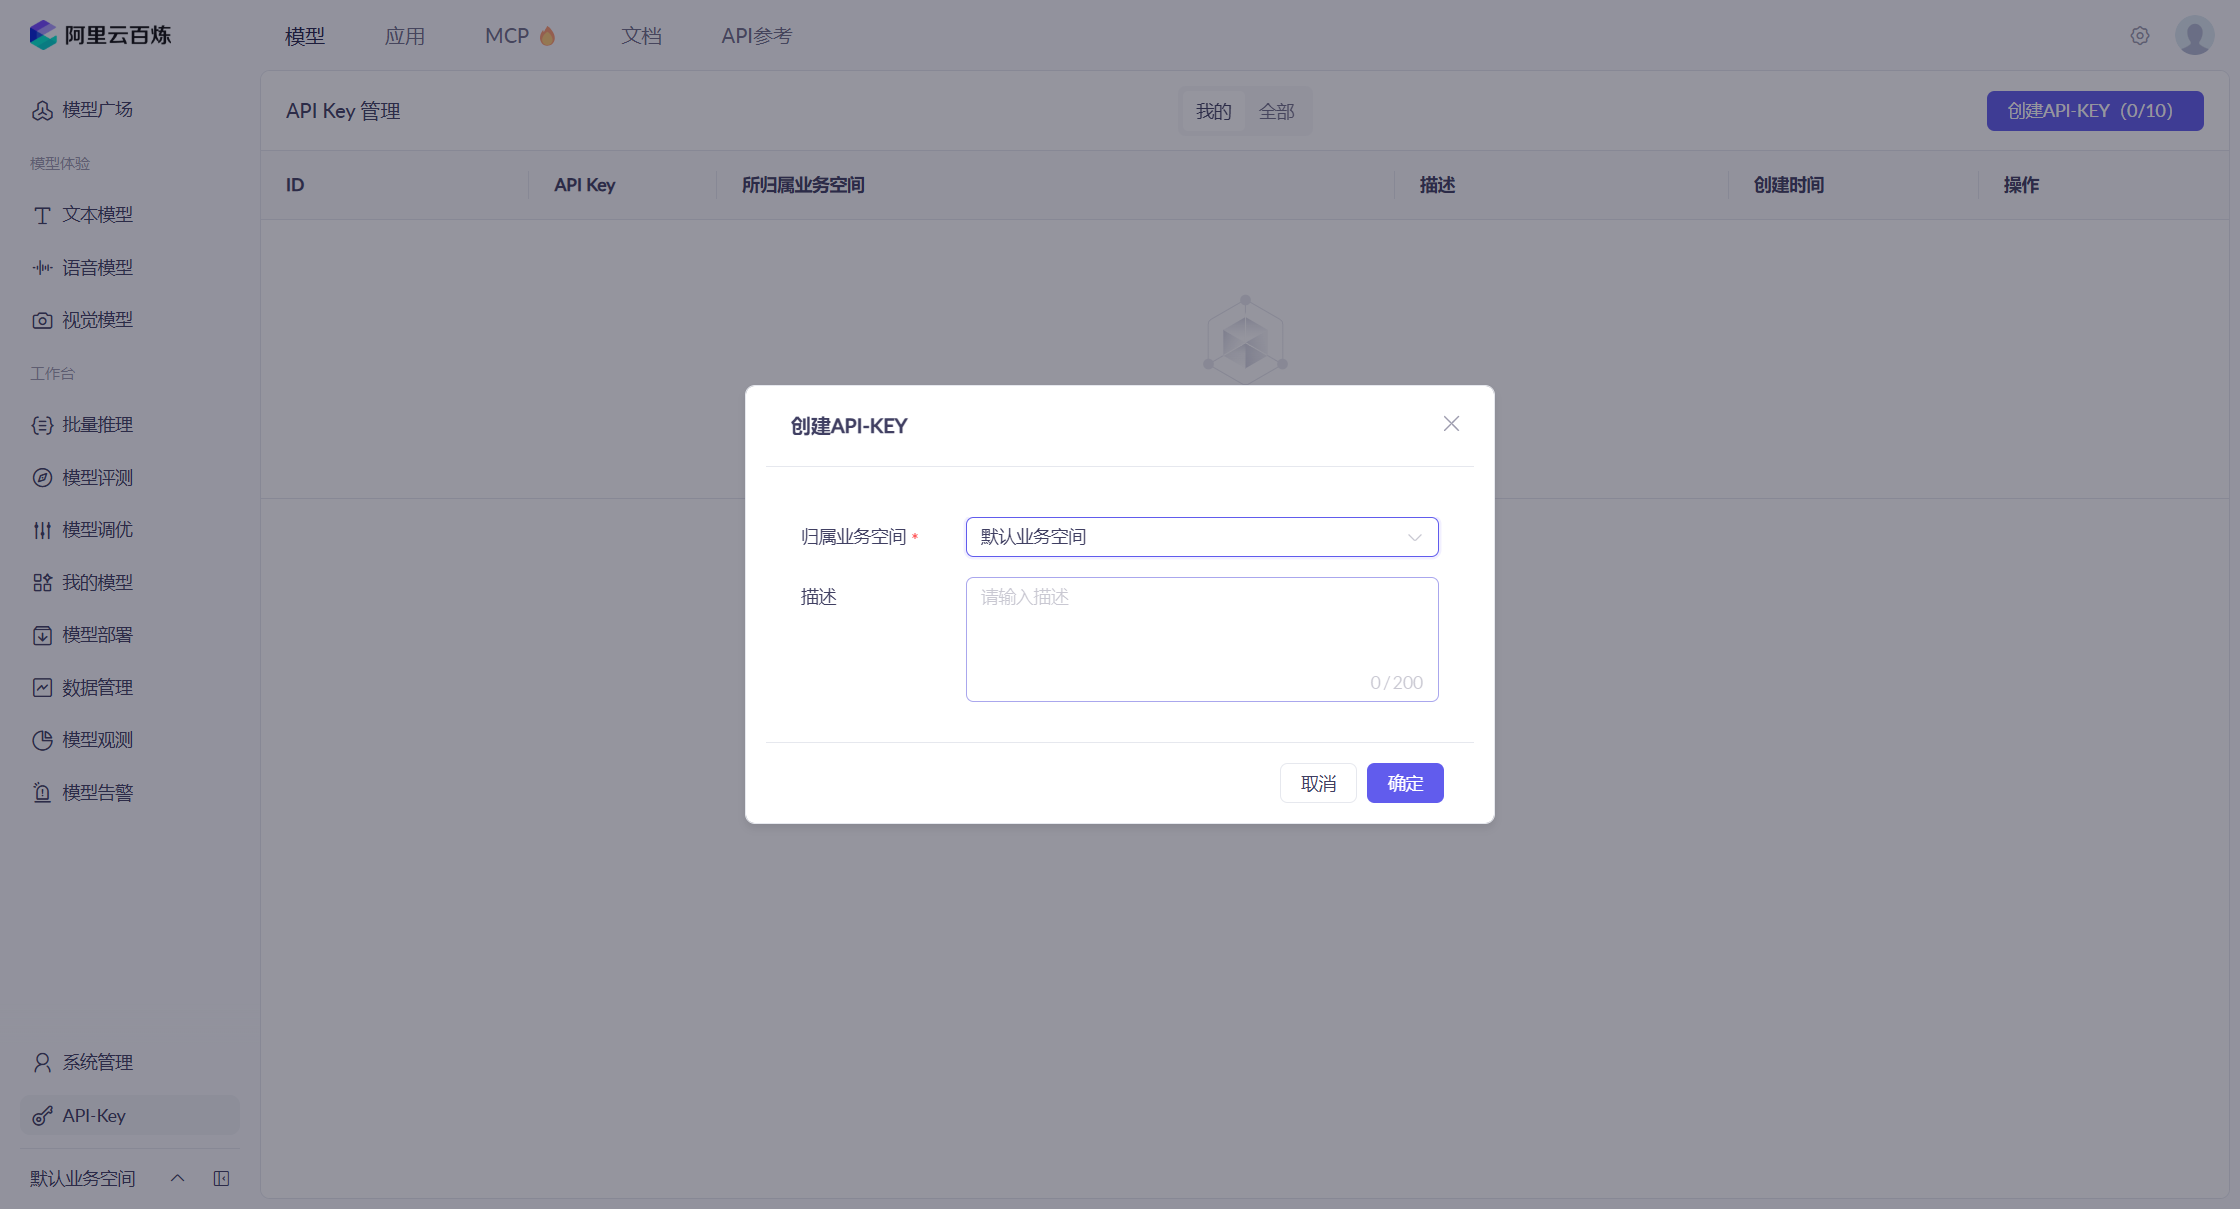 阿里云百炼
模型
应用
MCP
文档
API参考
模型广场
模型体验
文本模型
语音模型
视觉模型
工作台
批量推理
模型评测
模型调优
我的模型
模型部署
数据管理
模型观测
模型告警
系统管理
API-Key
默认业务空间
API Key 管理
我的
全部
创建API-KEY（0/10）
ID
API Key
所归属业务空间
描述
创建时间
操作
创建API-KEY
归属业务空间 *
默认业务空间
描述
请输入描述
0 / 200
取消
确定